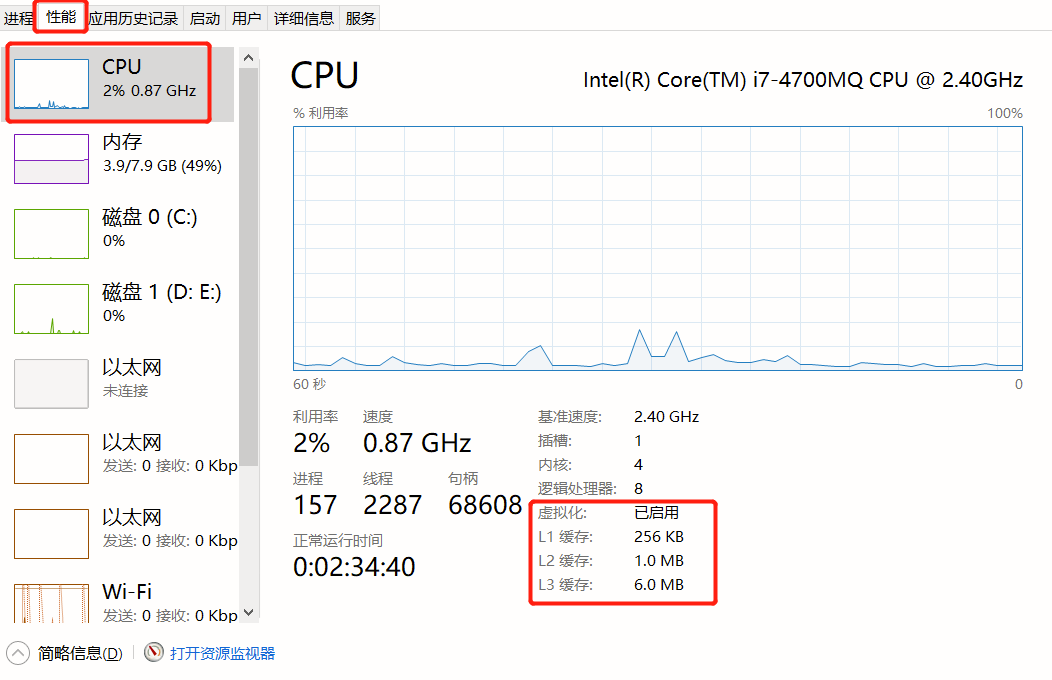 进程 性能 应用历史记录 启动 用户 详细信息 服务
CPU
2% 0.87 GHz
内存
3.9/7.9 GB (49%)
磁盘 0 (C:)
0%
磁盘 1 (D: E:)
0%
以太网
未连接
以太网
发送: 0 接收: 0 Kbp
以太网
发送: 0 接收: 0 Kbp
Wi-Fi
发送: 0 接收: 0 Kbp
CPU
Intel(R) Core(TM) i7-4700MQ CPU @ 2.40GHz
% 利用率 100%
60 秒 0
利用率 速度
2% 0.87 GHz
进程 线程 句柄
157 2287 68608
正常运行时间
0:02:34:40
基准速度: 2.40 GHz
插槽: 1
内核: 4
逻辑处理器: 8
虚拟化: 已启用
L1 缓存: 256 KB
L2 缓存: 1.0 MB
L3 缓存: 6.0 MB
简略信息(D) 打开资源监视器